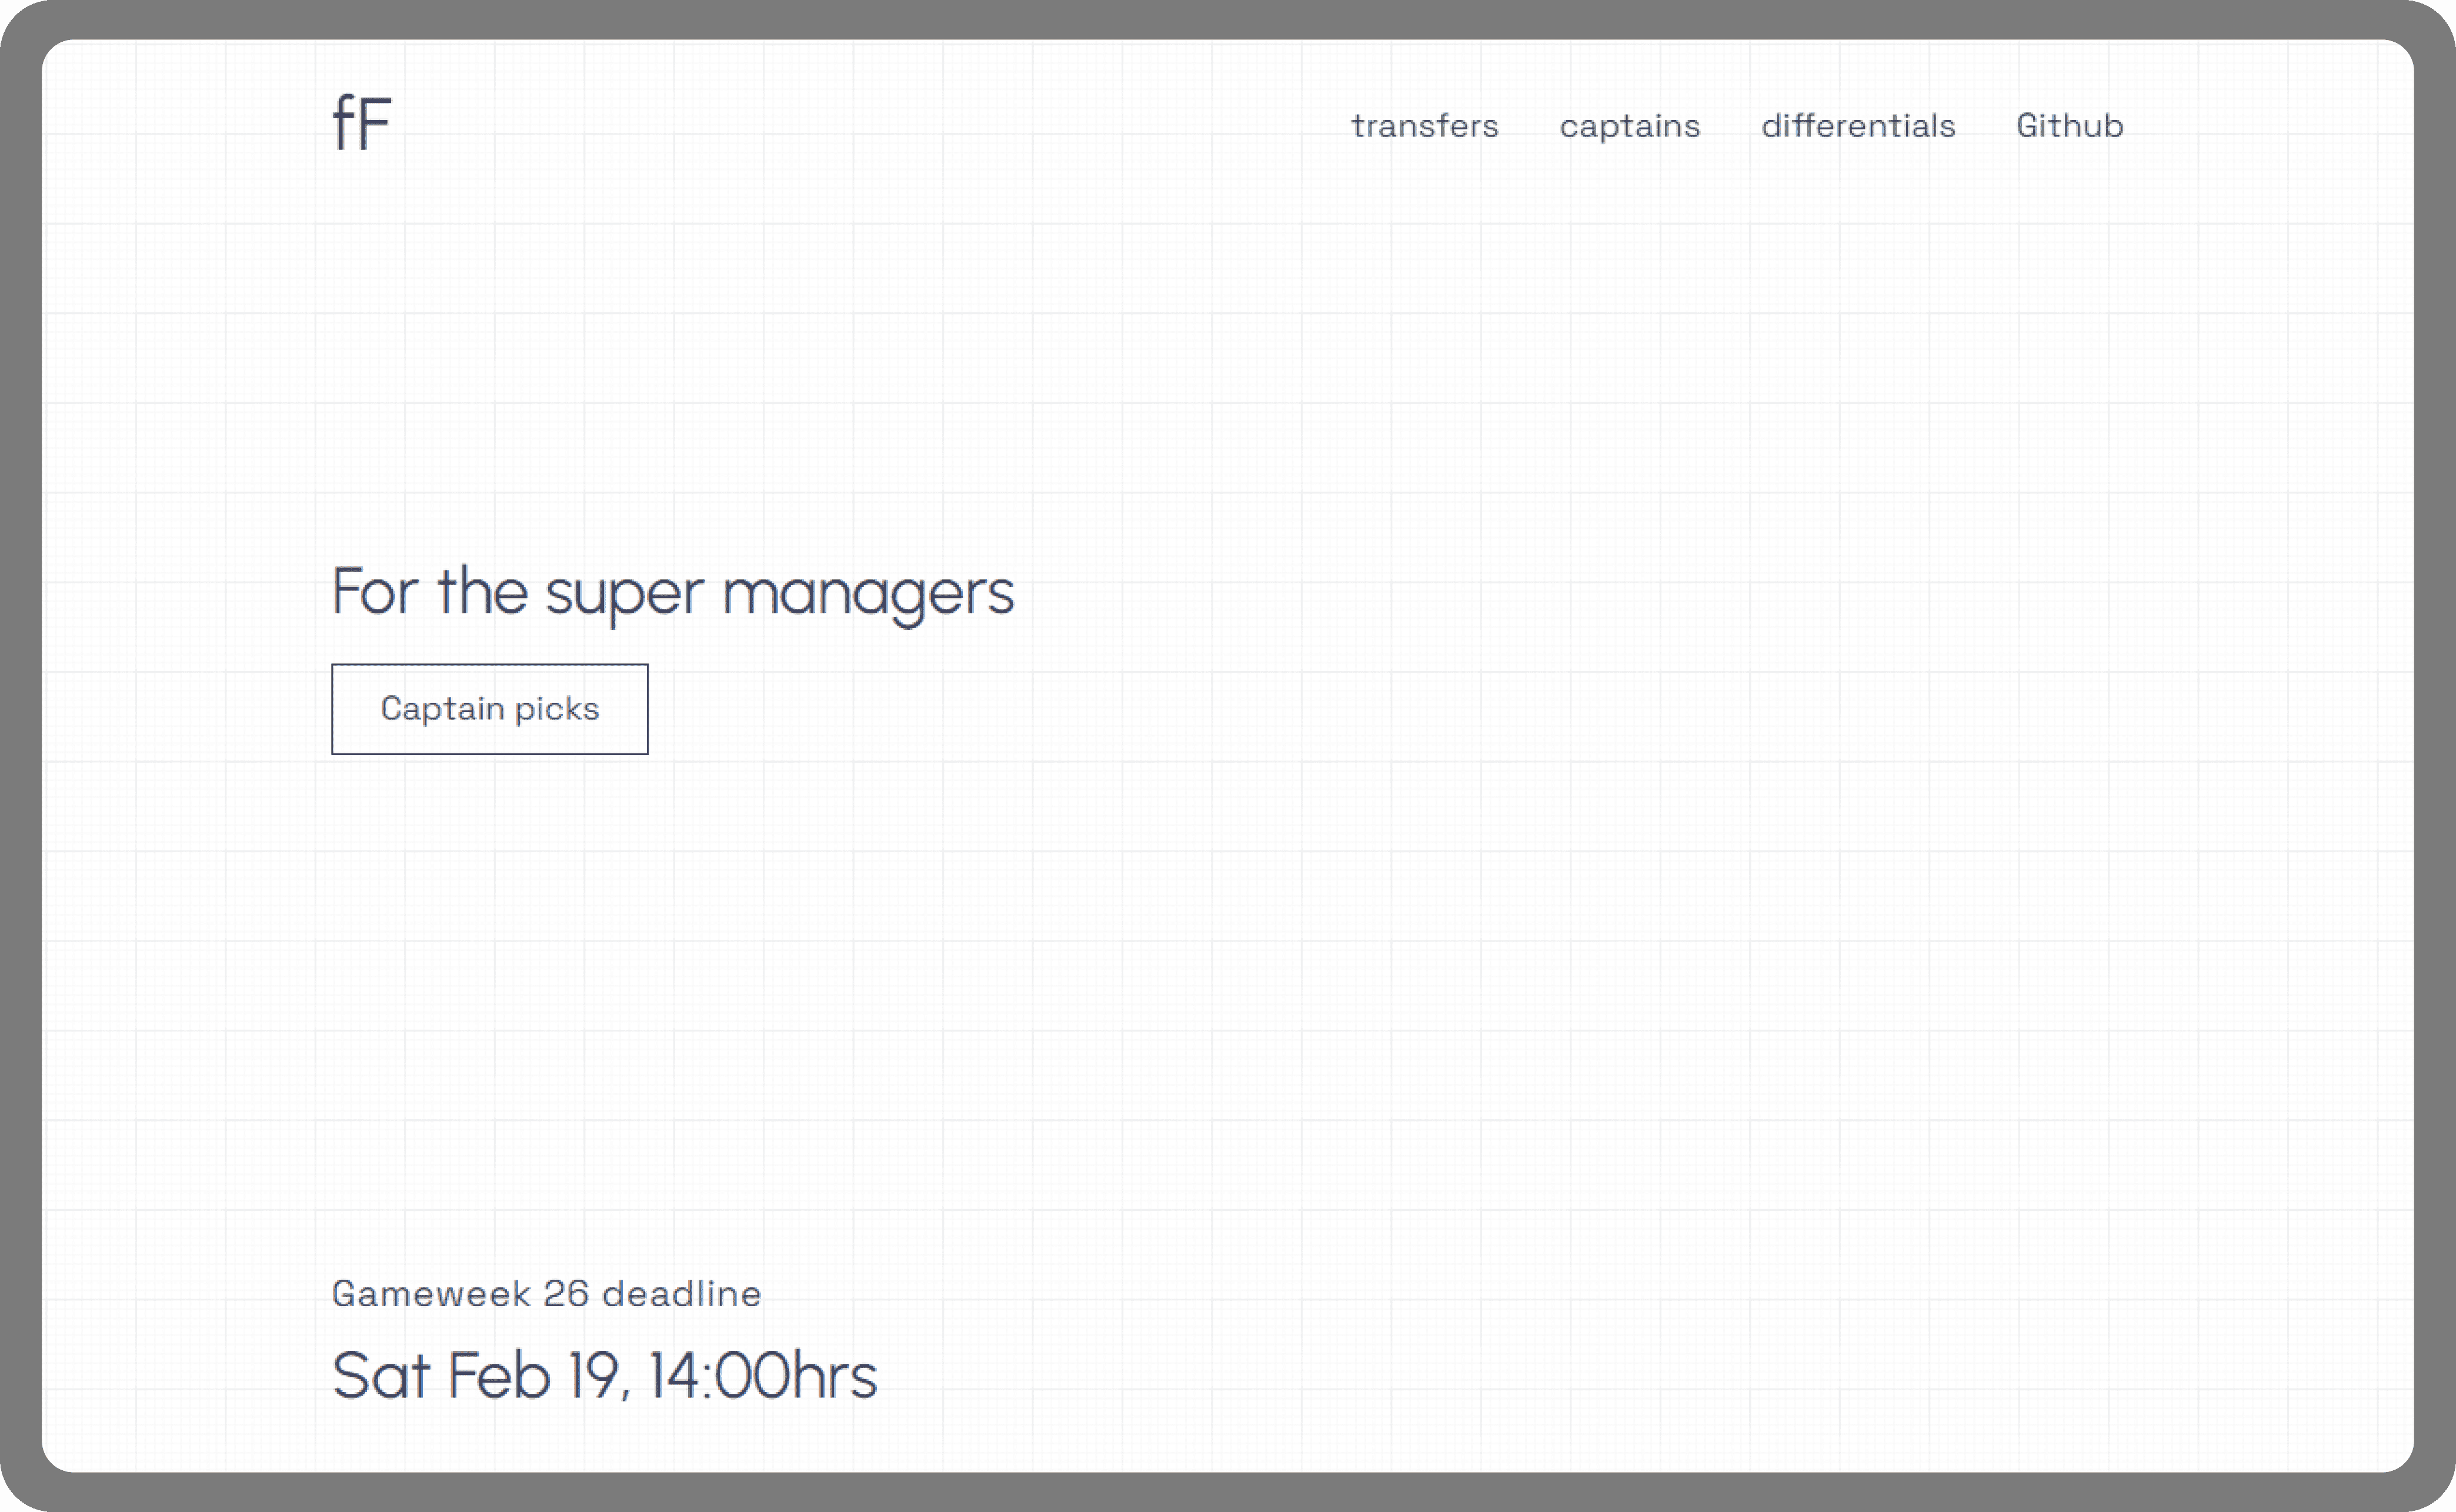 fF
transfers captains differentials Github
For the super managers
Captain picks
Gameweek 26 deadline
Sat Feb 19, 14:00hrs